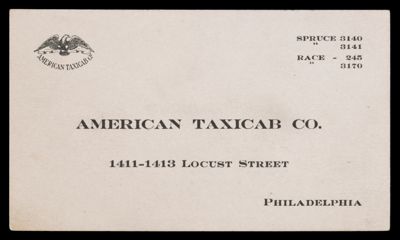 AMERICAN TAXICAB CO.
SPRUCE 3140
" 3141
RACE - 245
" 3170
AMERICAN TAXICAB CO.
1411-1413 LOCUST STREET
PHILADELPHIA